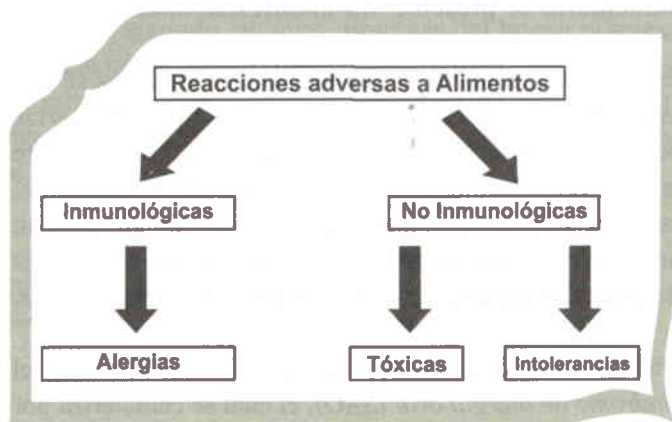 Reacciones adversas a Alimentos
Inmunológicas
No Inmunológicas
Alergias
Tóxicas
Intolerancias